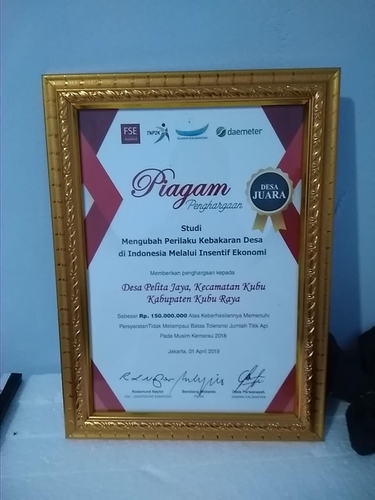 FSE
TNP2K
daemeter
Piagam
Penghargaan
DESA
JUARA
Studi
Mengubah Perilaku Kebakaran Desa
di Indonesia Melalui Insentif Ekonomi
Memberikan penghargaan kepada
Desa Pelita Jaya, Kecamatan Kubu
Kabupaten Kubu Raya
Sebesar Rp. 150.000.000 Atas Keberhasilannya Memenuhi
PersyaratanTidak Melampaui Batas Toleransi Jumlah Titik Api
Pada Musim Kemarau 2018
Jakarta, 01 April 2019